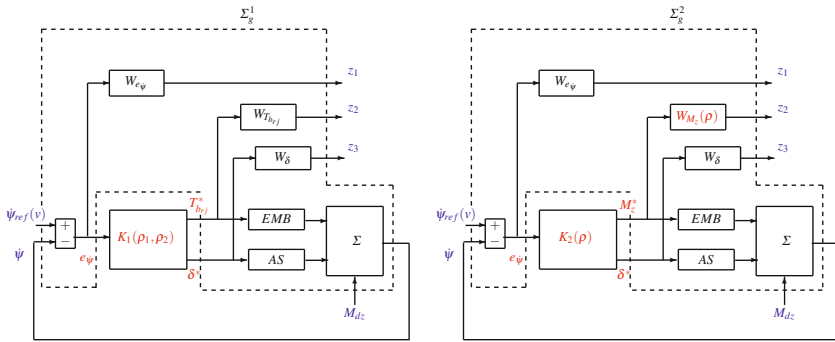 Σ_g^1
W_{e_ψ̇}
z_1
W_{T_{b_{rj}}}
z_2
W_δ
z_3
ψ̇_{ref}(v)
+
−
ψ̇
e_ψ̇
K_1(ρ_1,ρ_2)
T^*_{b_{rj}}
δ^*
EMB
AS
Σ
M_{dz}
Σ_g^2
W_{e_ψ̇}
z_1
W_{M_z}(ρ)
z_2
W_δ
z_3
ψ̇_{ref}(v)
+
−
ψ̇
e_ψ̇
K_2(ρ)
M_z^*
δ^*
EMB
AS
Σ
M_{dz}